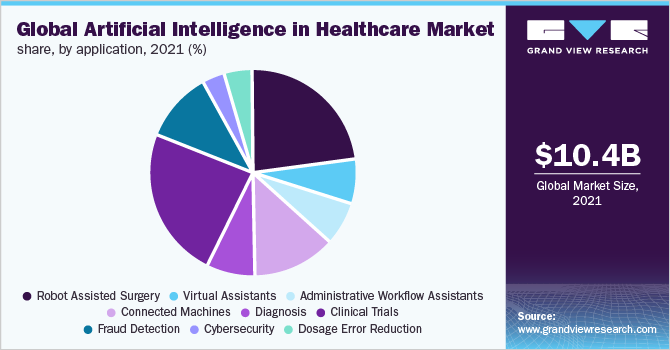 Global Artificial Intelligence in Healthcare Market
share, by application, 2021 (%)
Robot Assisted Surgery Virtual Assistants Administrative Workflow Assistants
Connected Machines Diagnosis Clinical Trials
Fraud Detection Cybersecurity Dosage Error Reduction
GRAND VIEW RESEARCH
$10.4B
Global Market Size,
2021
Source:
www.grandviewresearch.com